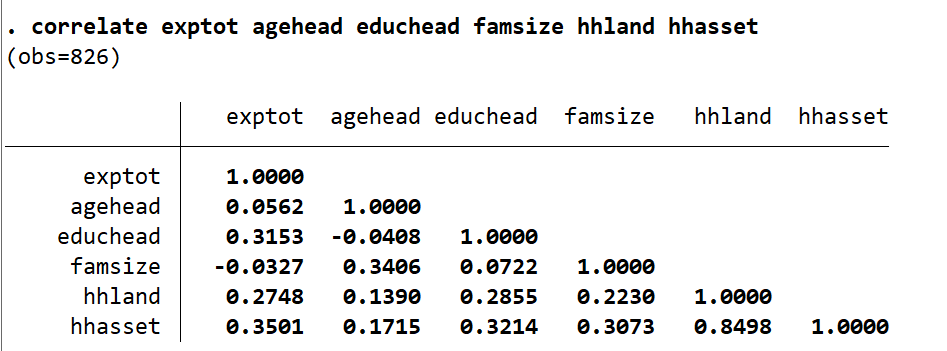 . correlate exptot agehead educhead famsize hhland hhasset
(obs=826)
exptot agehead educhead famsize hhland hhasset
exptot 1.0000
agehead 0.0562 1.0000
educhead 0.3153 -0.0408 1.0000
famsize -0.0327 0.3406 0.0722 1.0000
hhland 0.2748 0.1390 0.2855 0.2230 1.0000
hhasset 0.3501 0.1715 0.3214 0.3073 0.8498 1.0000